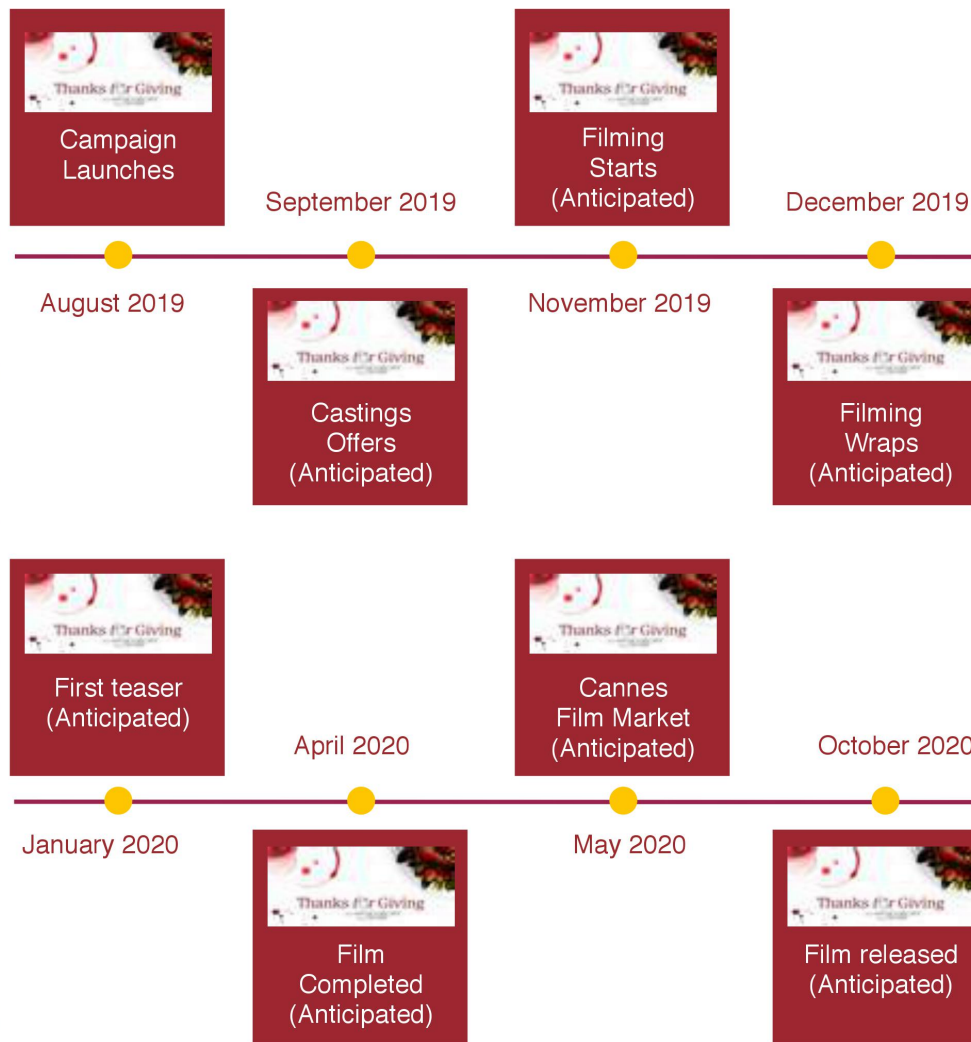 Thanks for Giving
Campaign
Launches
August 2019
September 2019
Thanks for Giving
Castings
Offers
(Anticipated)
Thanks for Giving
Filming
Starts
(Anticipated)
November 2019
December 2019
Thanks for Giving
Filming
Wraps
(Anticipated)
Thanks for Giving
First teaser
(Anticipated)
January 2020
April 2020
Thanks for Giving
Film
Completed
(Anticipated)
Thanks for Giving
Cannes
Film Market
(Anticipated)
May 2020
October 2020
Thanks for Giving
Film released
(Anticipated)